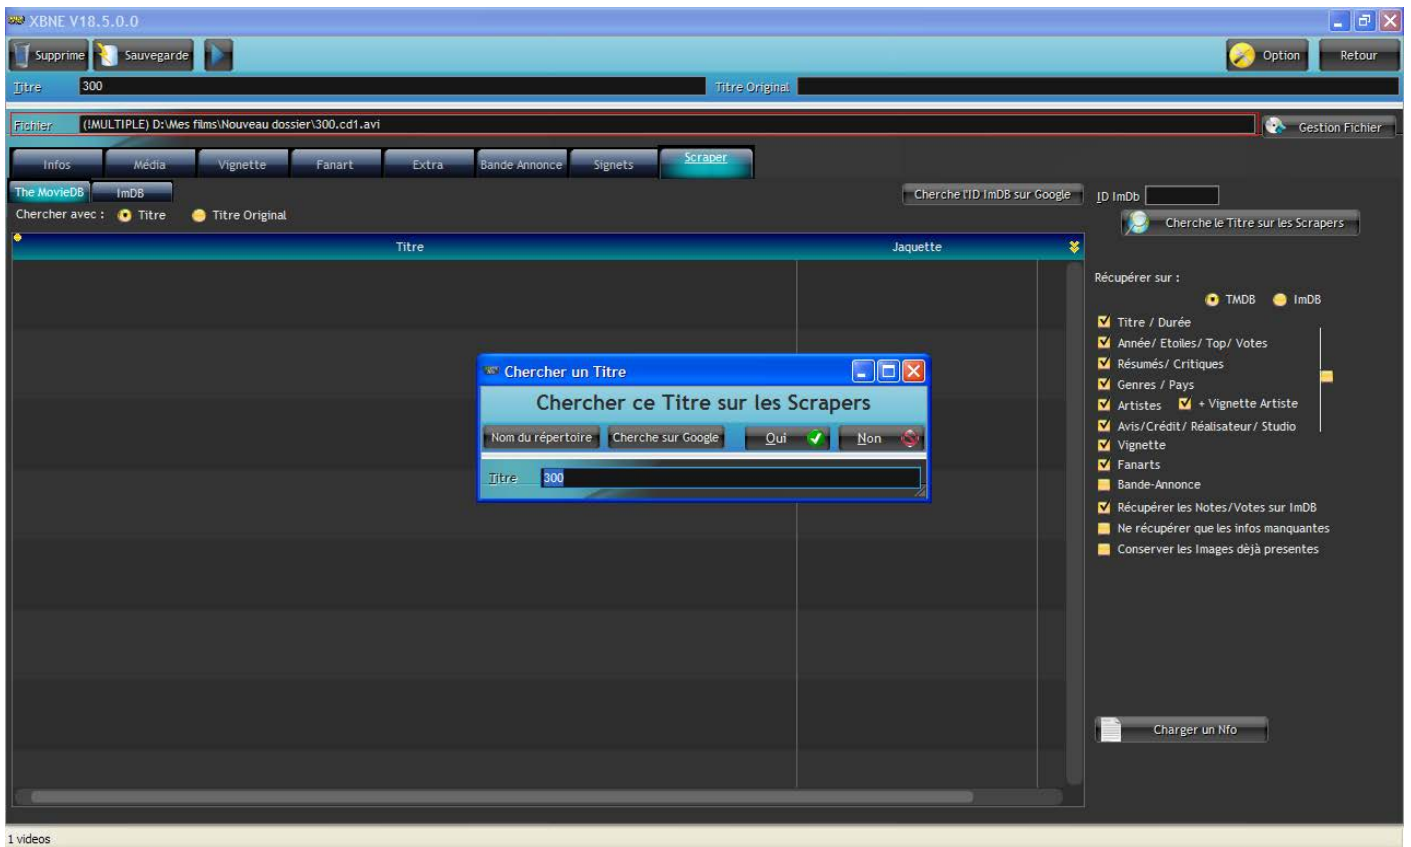 XBNE V18.5.0.0
Supprime Sauvegarde Option Retour
Titre 300 Titre Original
Fichier (!MULTIPLE) D:\Mes films\Nouveau dossier\300.cd1.avi Gestion Fichier
Infos Média Vignette Fanart Extra Bande Annonce Signets Scraper
The MovieDB ImDB Cherche l'ID ImDB sur Google ID ImDb
Chercher avec : Titre Titre Original Cherche le Titre sur les Scrapers
Titre Jaquette
Récupérer sur :
TMDB ImDB
Titre / Durée
Année/ Etoiles/ Top/ Votes
Résumés/ Critiques
Genres / Pays
Artistes + Vignette Artiste
Avis/Crédit/ Réalisateur/ Studio
Vignette
Fanarts
Bande-Annonce
Récupérer les Notes/Votes sur ImDB
Ne récupérer que les infos manquantes
Conserver les Images dèjà presentes
Charger un Nfo
Chercher un Titre
Chercher ce Titre sur les Scrapers
Nom du répertoire Cherche sur Google Oui Non
Titre 300
1 videos